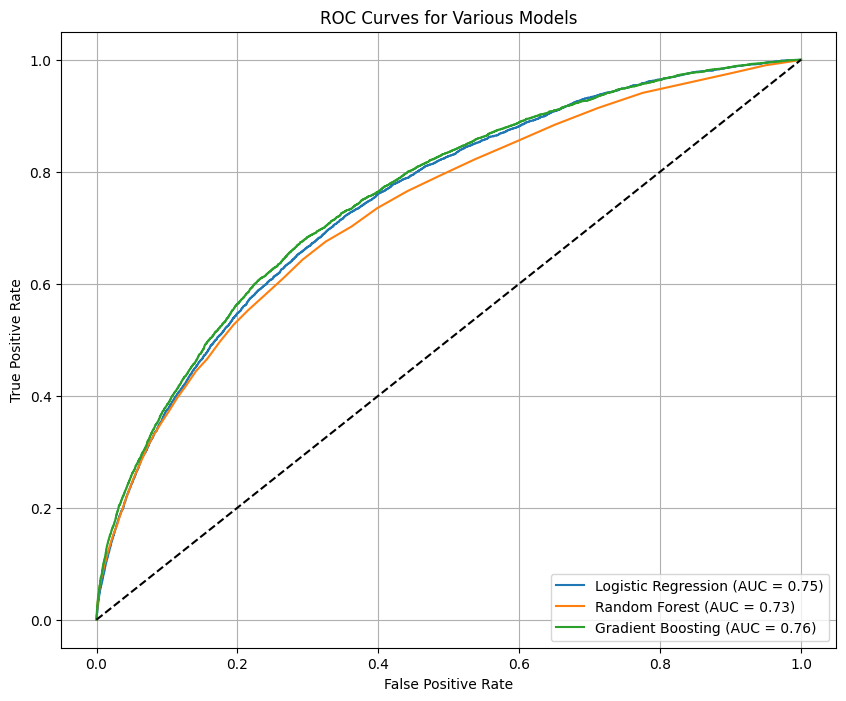 ROC Curves for Various Models
1.0
0.8
0.6
0.4
0.2
0.0
True Positive Rate
Logistic Regression (AUC = 0.75)
Random Forest (AUC = 0.73)
Gradient Boosting (AUC = 0.76)
0.0 0.2 0.4 0.6 0.8 1.0
False Positive Rate